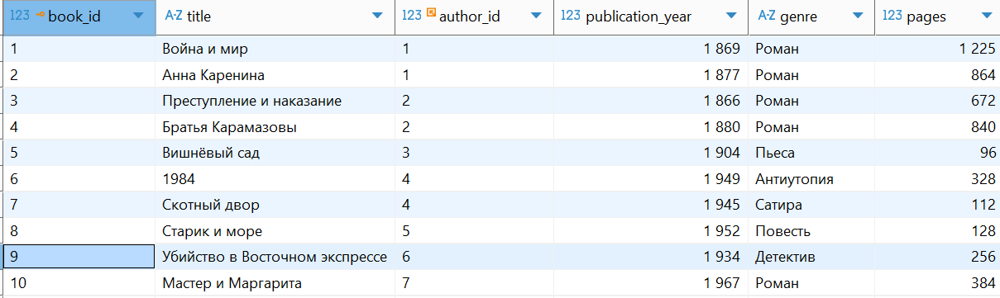 123 book_id A-Z title 123 author_id 123 publication_year A-Z genre 123 pages
1 Война и мир 1 1 869 Роман 1 225
2 Анна Каренина 1 1 877 Роман 864
3 Преступление и наказание 2 1 866 Роман 672
4 Братья Карамазовы 2 1 880 Роман 840
5 Вишнёвый сад 3 1 904 Пьеса 96
6 1984 4 1 949 Антиутопия 328
7 Скотный двор 4 1 945 Сатира 112
8 Старик и море 5 1 952 Повесть 128
9 Убийство в Восточном экспрессе 6 1 934 Детектив 256
10 Мастер и Маргарита 7 1 967 Роман 384